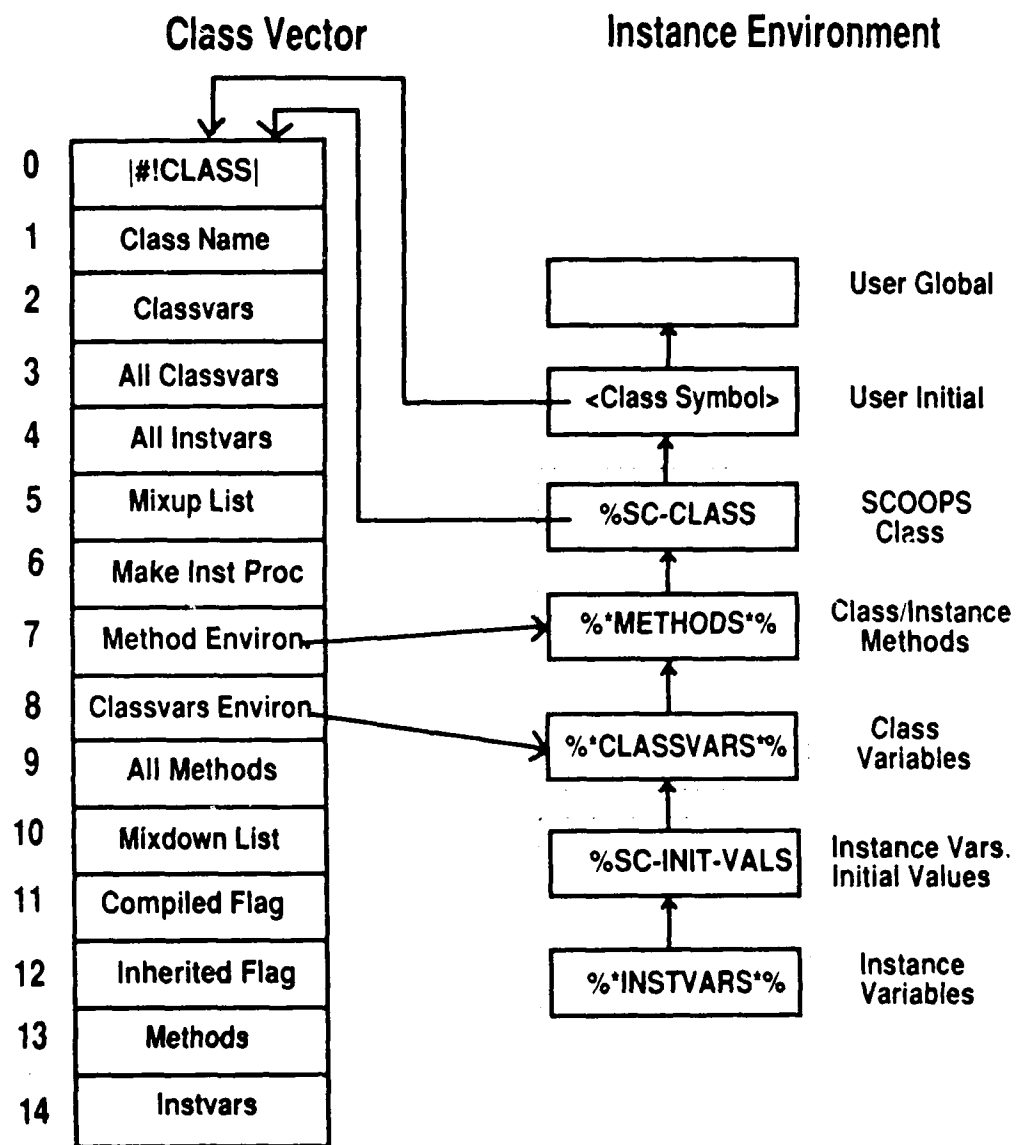 Class Vector
Instance Environment
0
|#!CLASS|
1
Class Name
2
Classvars
3
All Classvars
4
All Instvars
5
Mixup List
6
Make Inst Proc
7
Method Environ.
8
Classvars Environ
9
All Methods
10
Mixdown List
11
Compiled Flag
12
Inherited Flag
13
Methods
14
Instvars
User Global
<Class Symbol>
User Initial
%SC-CLASS
SCOOPS
Class
%*METHODS*%
Class/Instance
Methods
%*CLASSVARS*%
Class
Variables
%SC-INIT-VALS
Instance Vars.
Initial Values
%*INSTVARS*%
Instance
Variables